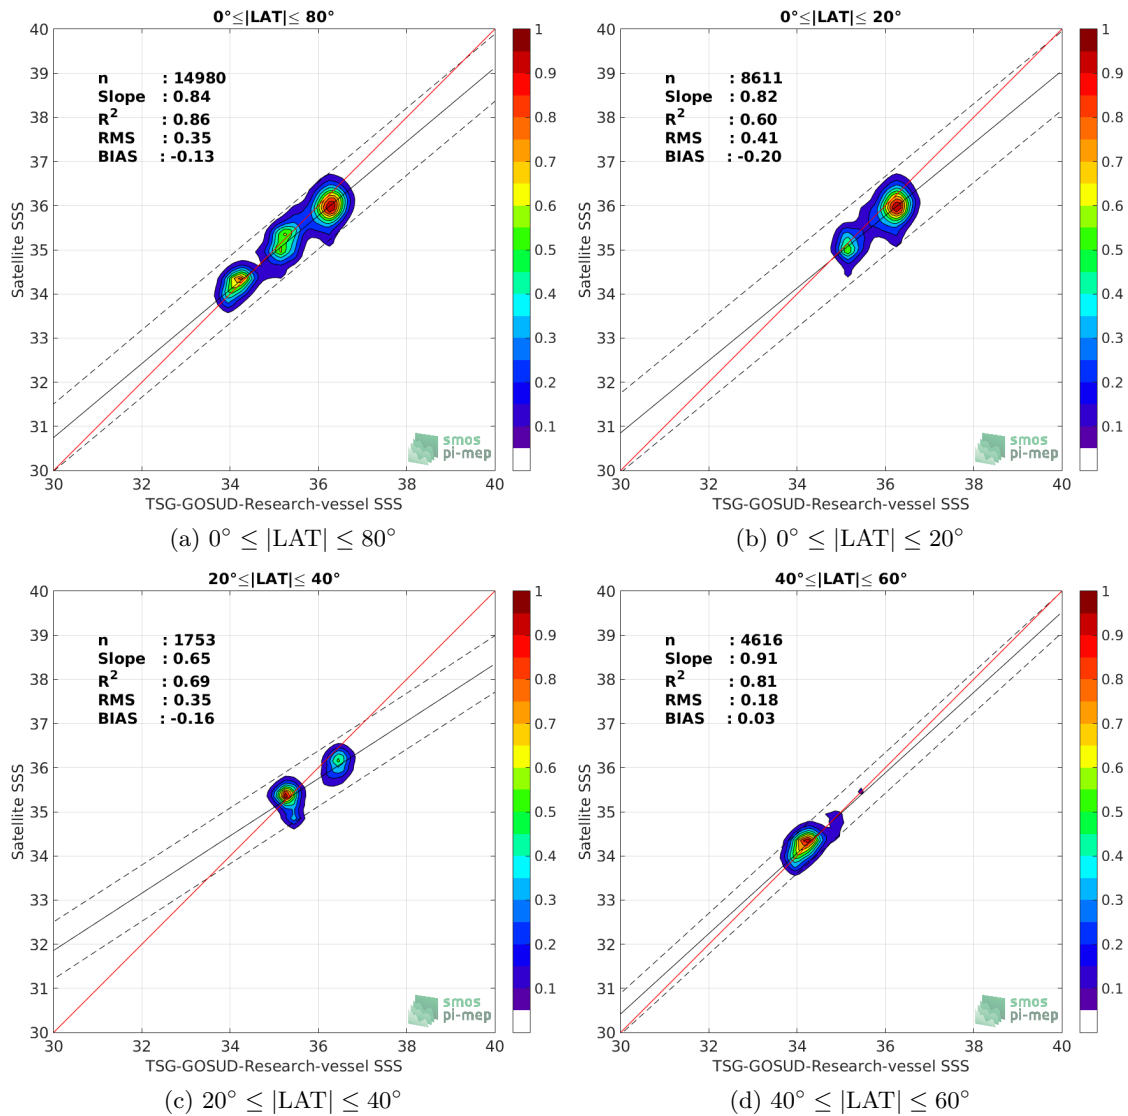 0°≤|LAT|≤ 80°
40
39
38
37
36
35
34
33
32
31
30
Satellite SSS
n : 14980
Slope : 0.84
R² : 0.86
RMS : 0.35
BIAS : -0.13
smos
pi-mep
30 32 34 36 38 40
TSG-GOSUD-Research-vessel SSS
1
0.9
0.8
0.7
0.6
0.5
0.4
0.3
0.2
0.1
(a) 0° ≤ |LAT| ≤ 80°
0°≤|LAT|≤ 20°
40
39
38
37
36
35
34
33
32
31
30
Satellite SSS
n : 8611
Slope : 0.82
R² : 0.60
RMS : 0.41
BIAS : -0.20
smos
pi-mep
30 32 34 36 38 40
TSG-GOSUD-Research-vessel SSS
1
0.9
0.8
0.7
0.6
0.5
0.4
0.3
0.2
0.1
(b) 0° ≤ |LAT| ≤ 20°
20°≤|LAT|≤ 40°
40
39
38
37
36
35
34
33
32
31
30
Satellite SSS
n : 1753
Slope : 0.65
R² : 0.69
RMS : 0.35
BIAS : -0.16
smos
pi-mep
30 32 34 36 38 40
TSG-GOSUD-Research-vessel SSS
1
0.9
0.8
0.7
0.6
0.5
0.4
0.3
0.2
0.1
(c) 20° ≤ |LAT| ≤ 40°
40°≤|LAT|≤ 60°
40
39
38
37
36
35
34
33
32
31
30
Satellite SSS
n : 4616
Slope : 0.91
R² : 0.81
RMS : 0.18
BIAS : 0.03
smos
pi-mep
30 32 34 36 38 40
TSG-GOSUD-Research-vessel SSS
1
0.9
0.8
0.7
0.6
0.5
0.4
0.3
0.2
0.1
(d) 40° ≤ |LAT| ≤ 60°